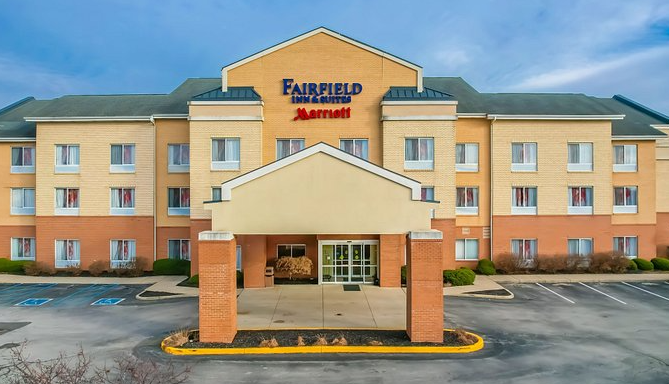 FAIRFIELD
INN & SUITES
Marriott